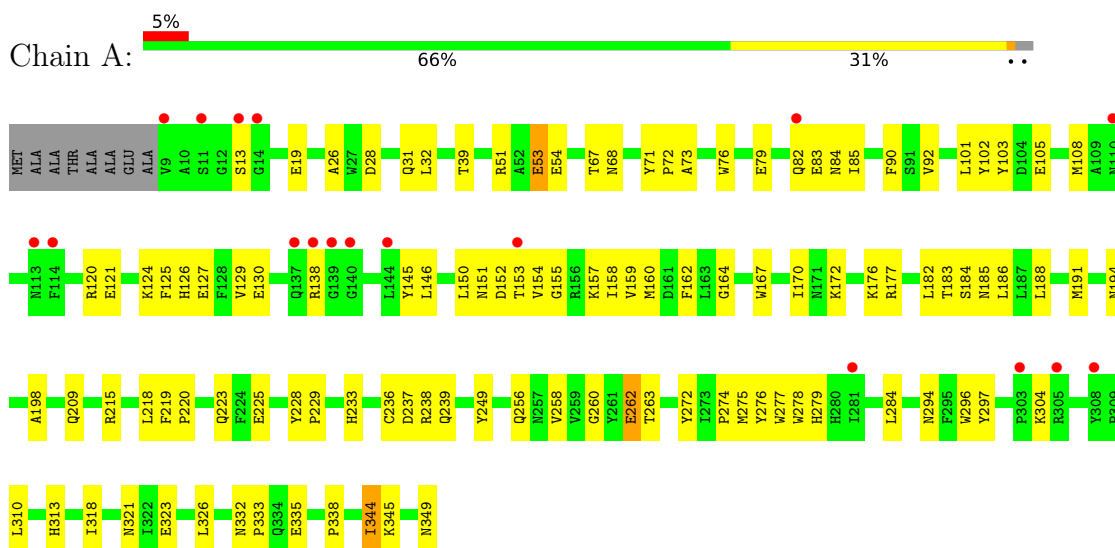 5%
Chain A:
66% 31% • •
MET ALA ALA THR ALA ALA GLU ALA V9 A10 S11 G12 S13 G14 E19 A26 W27 D28 Q31 L32 T39 R51 A52 E53 E54 T67 N68 Y71 P72 A73 W76 E79 Q82 E83 N84 I85 F90 S91 V92 L101 Y102 Y103 D104 E105 M108 A109 N110
N113 F114 R120 E121 K124 F125 H126 E127 F128 V129 E130 Q137 R138 G139 G140 L144 Y145 L146 L150 N151 D152 T153 V154 G155 R156 K157 I158 V159 M160 D161 F162 L163 G164 W167 I170 N171 K172 K176 R177 L182 T183 S184 N185 L186 L187 L188 M191 N194
A198 Q209 R215 L218 F219 P220 Q223 F224 E225 Y228 P229 H233 C236 D237 R238 Q239 Y249 Q256 N257 V258 V259 G260 Y261 E262 T263 Y272 I273 P274 M275 Y276 W277 W278 H279 H280 I281 L284 N294 F295 W296 Y297 P303 K304 R305 Y308
L310 H313 I318 N321 I322 E323 L326 N332 P333 Q334 E335 P338 I344 K345 N349